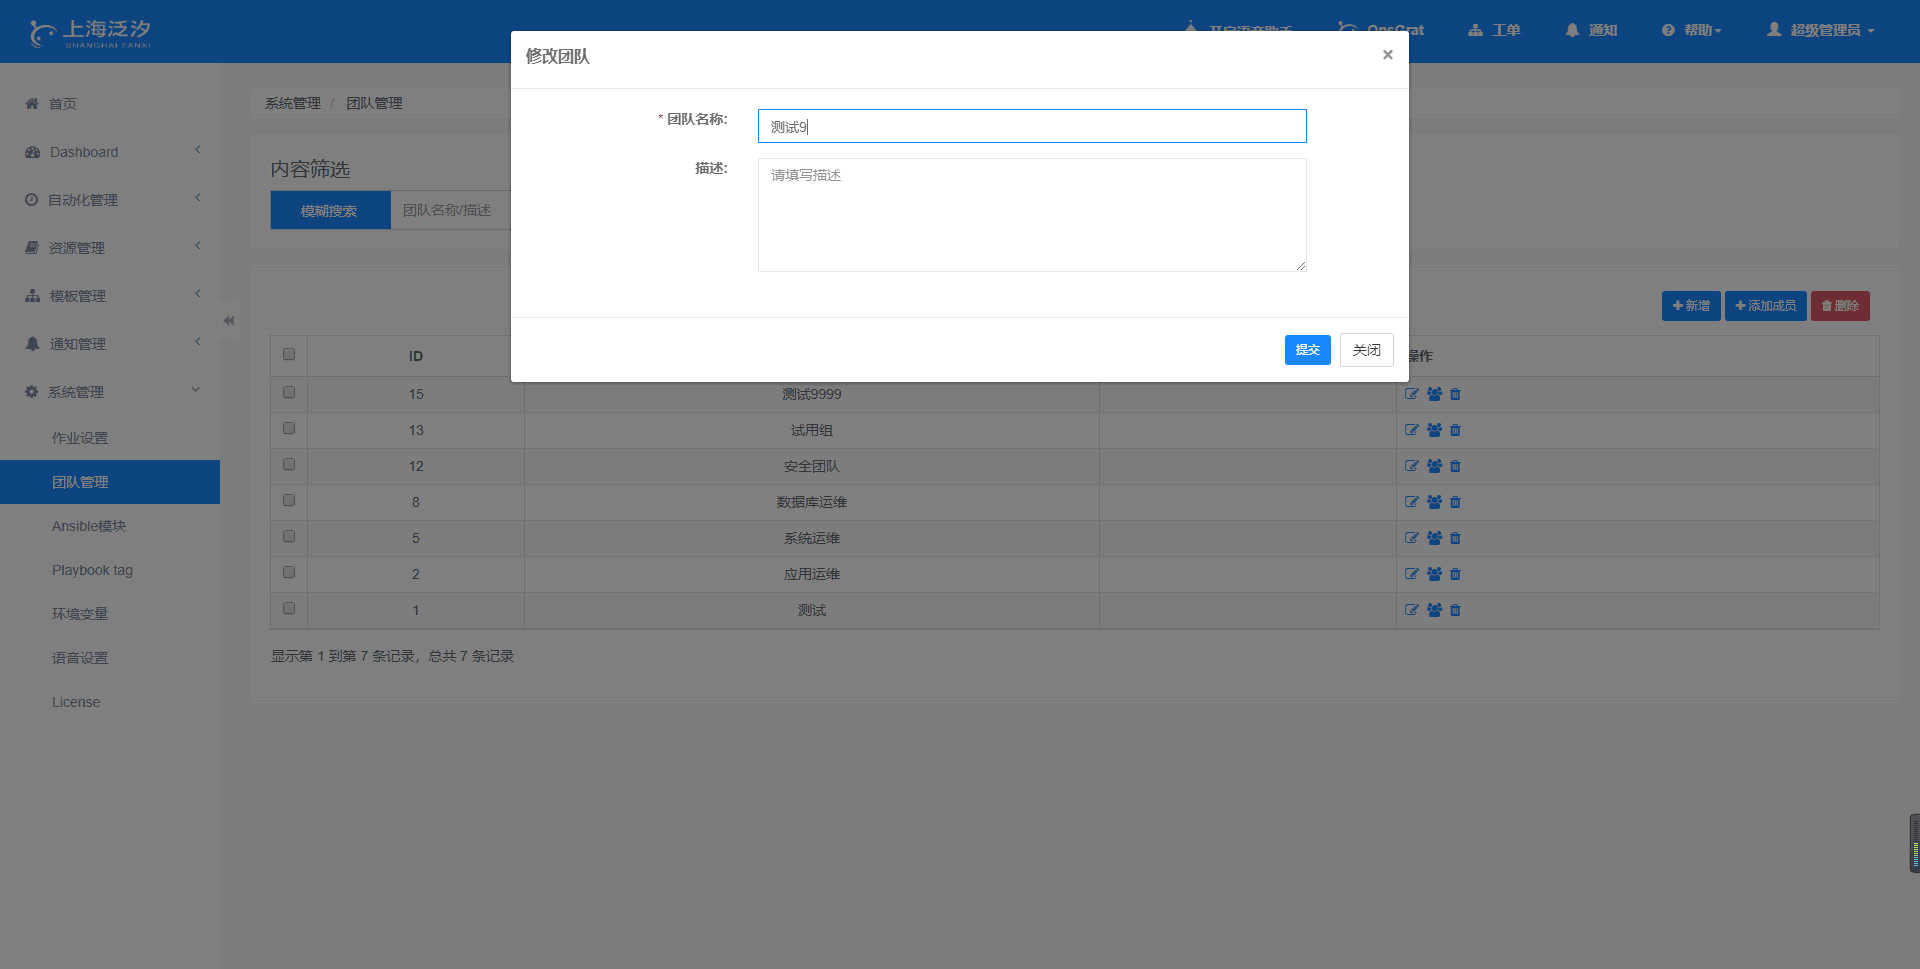 上海泛汐
SHANGHAI FANXI
OpsGrat
工单
通知
帮助
超级管理员
首页
Dashboard
自动化管理
资源管理
模板管理
通知管理
系统管理
作业设置
团队管理
Ansible模块
Playbook tag
环境变量
语音设置
License
系统管理 / 团队管理
内容筛选
模糊搜索 团队名称/描述
修改团队 ×
* 团队名称: 测试9
描述: 请填写描述
提交 关闭
新增 添加成员 删除
ID 操作
15 测试9999
13 试用组
12 安全团队
8 数据库运维
5 系统运维
2 应用运维
1 测试
显示第 1 到第 7 条记录，总共 7 条记录